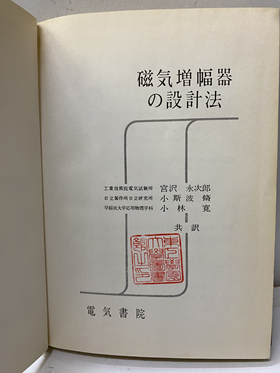 磁気増幅器
の設計法
工業技術院電気試験所 宮沢 永次郎
日立製作所日立研究所 小斯波 脩
早稲田大学応用物理学科 小林 寛
共訳
電気書院